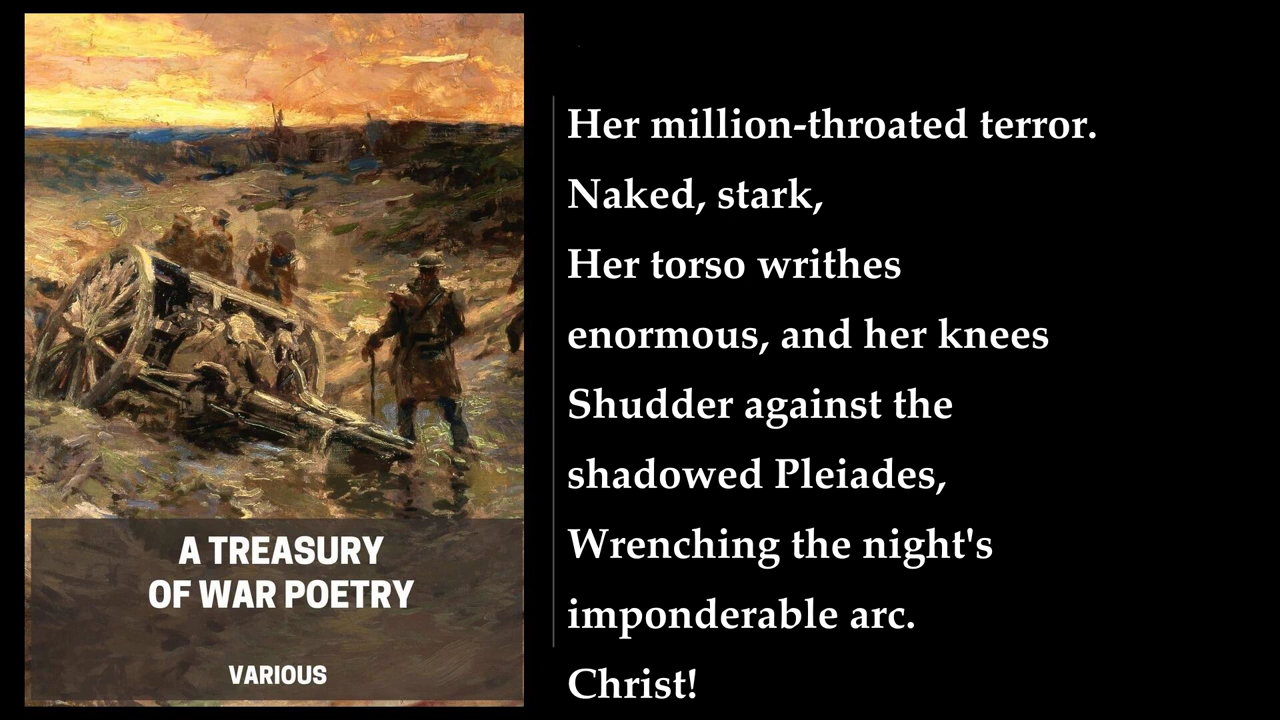 A TREASURY
OF WAR POETRY
VARIOUS
Her million-throated terror.
Naked, stark,
Her torso writhes
enormous, and her knees
Shudder against the
shadowed Pleiades,
Wrenching the night's
imponderable arc.
Christ!